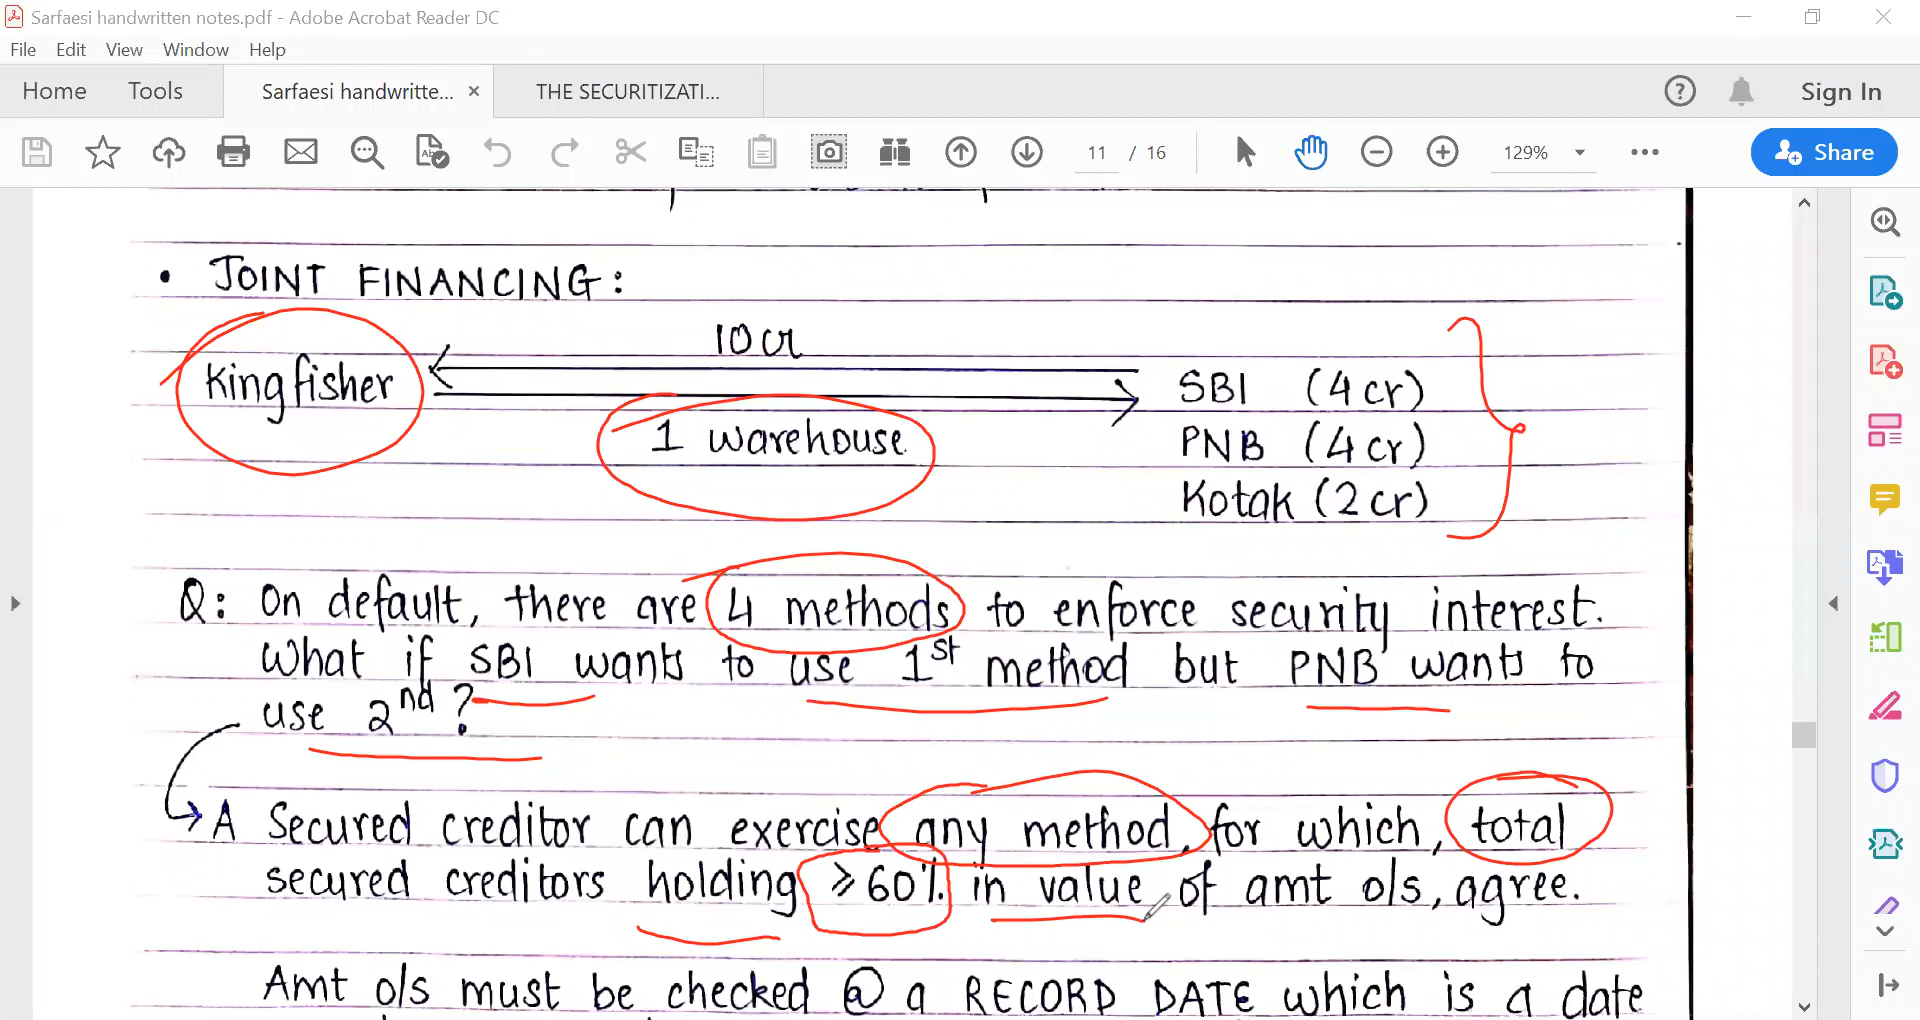 Sarfaesi handwritten notes.pdf - Adobe Acrobat Reader DC
File Edit View Window Help
Home Tools Sarfaesi handwritte... × THE SECURITIZATI... Sign In
11 / 16 129% Share
• JOINT FINANCING:
10 cr
Kingfisher SBI (4 cr)
1 warehouse PNB (4 cr)
Kotak (2 cr)
Q: On default, there are 4 methods to enforce security interest.
What if SBI wants to use 1st method but PNB wants to
use 2nd?
A Secured creditor can exercise any method, for which, total
secured creditors holding ⩾60% in value of amt o/s, agree.
Amt o/s must be checked @ a RECORD DATE which is a date